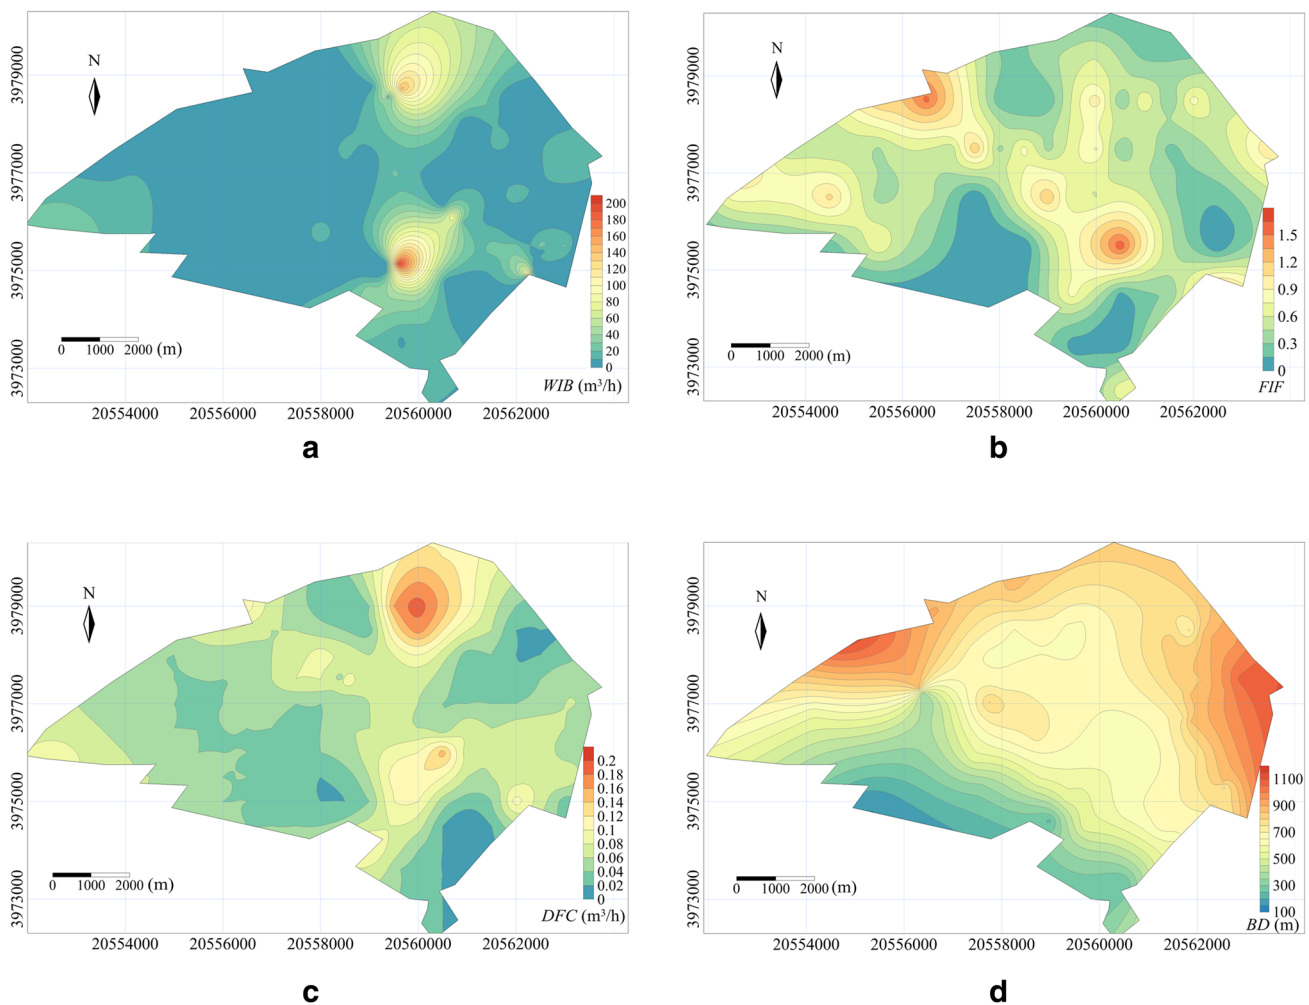 N
3979000
3977000
3975000
3973000
200
180
160
140
120
100
80
60
40
20
0
WIB (m³/h)
0 1000 2000 (m)
20554000 20556000 20558000 20560000 20562000
a
N
3979000
3977000
3975000
3973000
1.5
1.2
0.9
0.6
0.3
0
FIF
0 1000 2000 (m)
20554000 20556000 20558000 20560000 20562000
b
N
3979000
3977000
3975000
3973000
0.2
0.18
0.16
0.14
0.12
0.1
0.08
0.06
0.04
0.02
0
DFC (m³/h)
0 1000 2000 (m)
20554000 20556000 20558000 20560000 20562000
c
N
3979000
3977000
3975000
3973000
1100
900
700
500
300
100
BD (m)
0 1000 2000 (m)
20554000 20556000 20558000 20560000 20562000
d